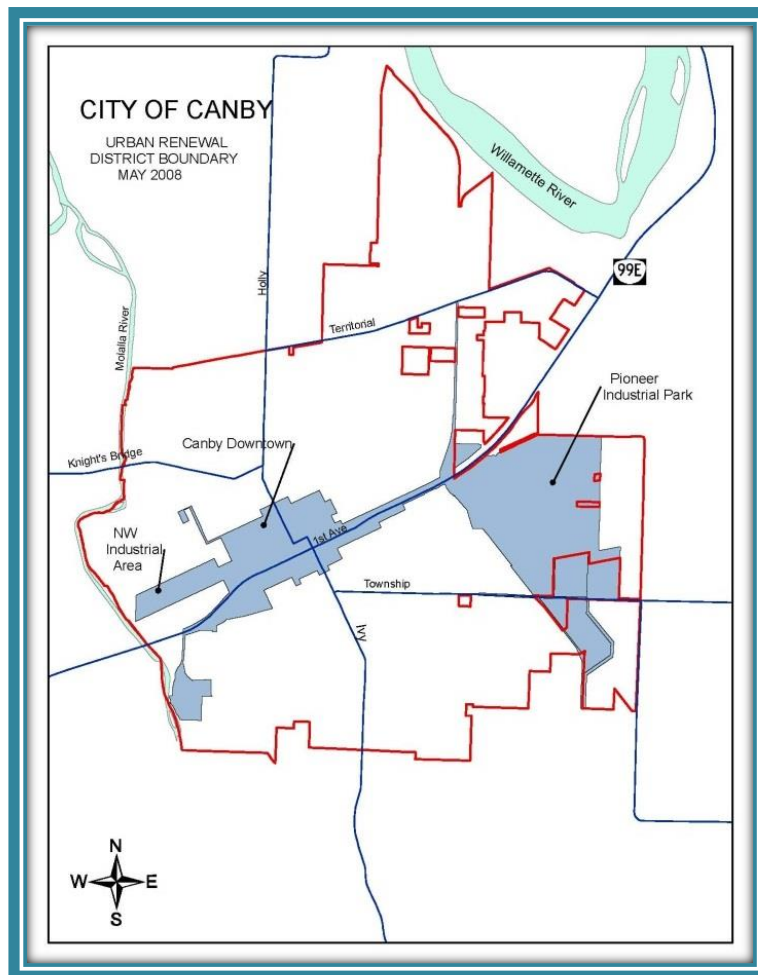 CITY OF CANBY
URBAN RENEWAL
DISTRICT BOUNDARY
MAY 2008
Willamette River
99E
Holly
Molalla River
Territorial
Pioneer
Industrial Park
Canby Downtown
Knight's Bridge
NW
Industrial
Area
1st Ave
Township
Ivy
N
W E
S